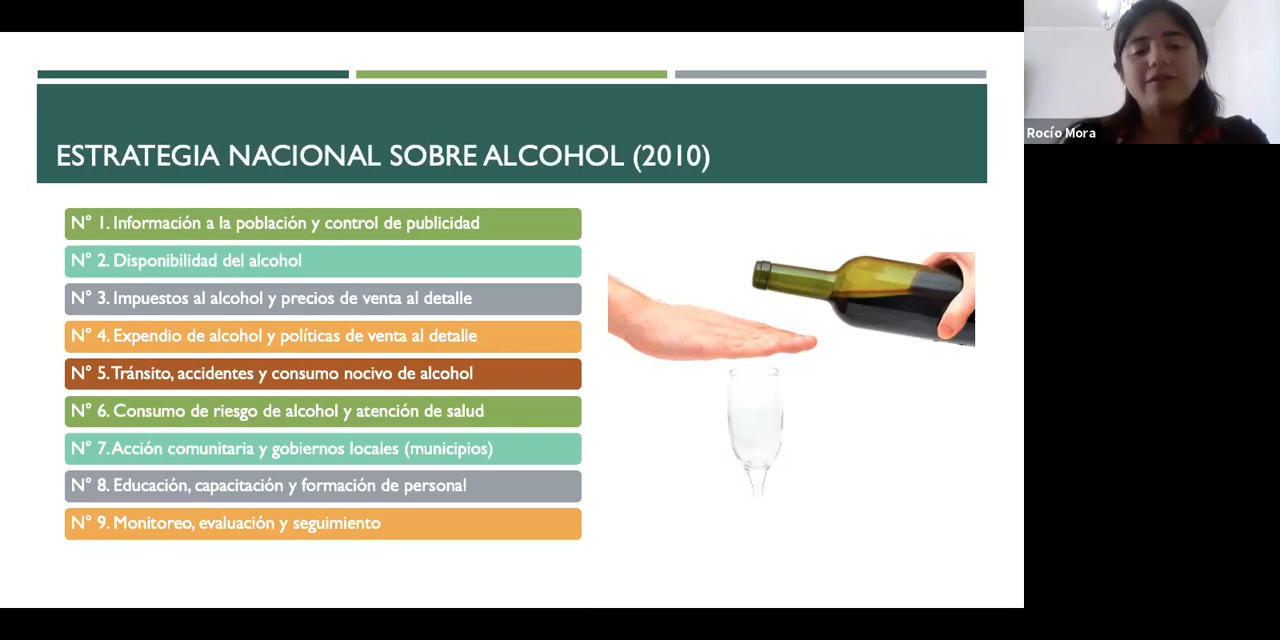 ESTRATEGIA NACIONAL SOBRE ALCOHOL (2010)
N° 1. Información a la población y control de publicidad
N° 2. Disponibilidad del alcohol
N° 3. Impuestos al alcohol y precios de venta al detalle
N° 4. Expendio de alcohol y políticas de venta al detalle
N° 5. Tránsito, accidentes y consumo nocivo de alcohol
N° 6. Consumo de riesgo de alcohol y atención de salud
N° 7. Acción comunitaria y gobiernos locales (municipios)
N° 8. Educación, capacitación y formación de personal
N° 9. Monitoreo, evaluación y seguimiento
Rocío Mora